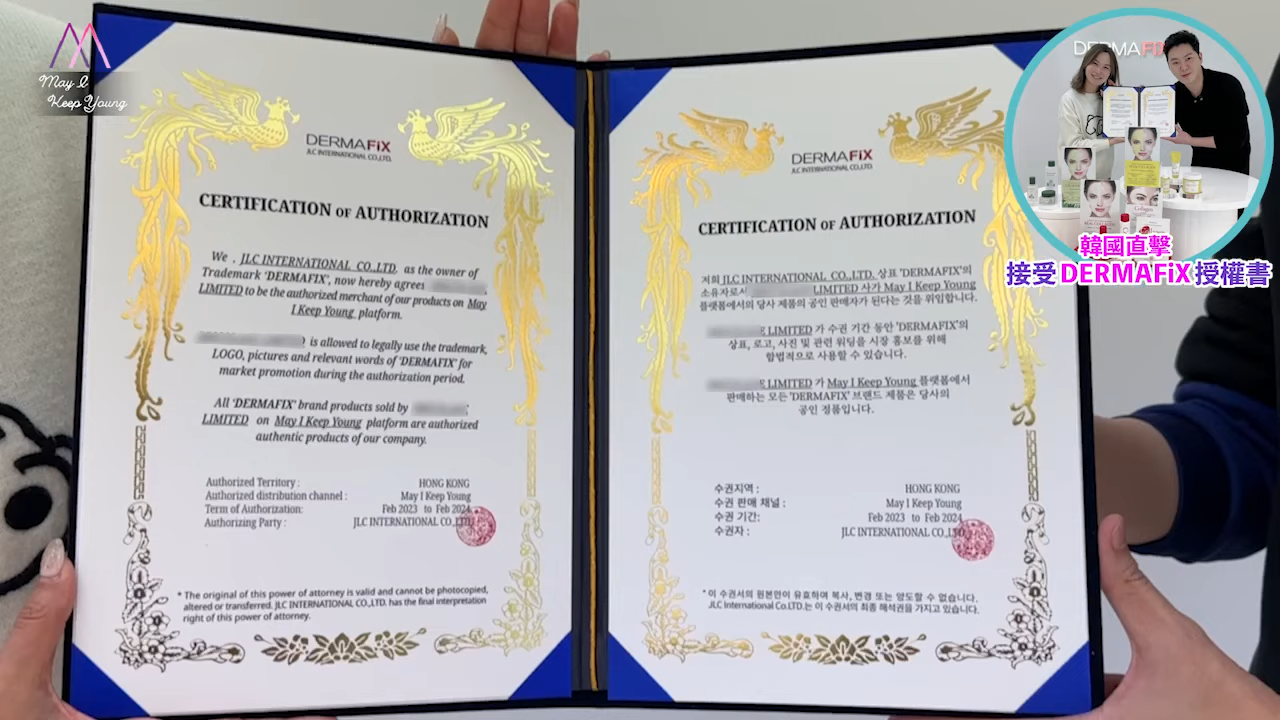 May I
Keep Young
DERMAFiX
JLC INTERNATIONAL CO.,LTD.
CERTIFICATION OF AUTHORIZATION
We , JLC INTERNATIONAL CO.,LTD. as the owner of
Trademark 'DERMAFIX', now hereby agrees
LIMITED to be the authorized merchant of our products on May
I Keep Young platform.
is allowed to legally use the trademark,
LOGO, pictures and relevant words of 'DERMAFIX' for
market promotion during the authorization period.
All 'DERMAFIX' brand products sold by
LIMITED on May I Keep Young platform are authorized
authentic products of our company.
Authorized Territory : HONG KONG
Authorized distribution channel : May I Keep Young
Term of Authorization: Feb 2023 to Feb 2024
Authorizing Party : JLC INTERNATIONAL CO.,LTD.
* The original of this power of attorney is valid and cannot be photocopied,
altered or transferred. JLC INTERNATIONAL CO.,LTD. has the final interpretation
right of this power of attorney.
DERMAFiX
JLC INTERNATIONAL CO.,LTD.
CERTIFICATION OF AUTHORIZATION
저희 JLC INTERNATIONAL CO.,LTD. 상표 'DERMAFIX'의
소유자로서 LIMITED 사가 May I Keep Young
플랫폼에서의 당사 제품의 공인 판매자가 된다는 것을 위임합니다.
LIMITED 가 수권 기간 동안 'DERMAFIX'의
상표, 로고, 사진 및 관련 워딩을 시장 홍보를 위해
합법적으로 사용할 수 있습니다.
LIMITED 가 May I Keep Young 플랫폼에서
판매하는 모든 'DERMAFIX' 브랜드 제품은 당사의
공인 정품입니다.
수권지역 : HONG KONG
수권 판매 채널 : May I Keep Young
수권 기간: Feb 2023 to Feb 2024
수권자 : JLC INTERNATIONAL CO.,LTD.
* 이 수권서의 원본만이 유효하며 복사, 변경 또는 양도할 수 없습니다.
JLC International Co.LTD.는 이 수권서의 최종 해석권을 가지고 있습니다.
DERMAFIX
韓國直擊
接受DERMAFiX授權書